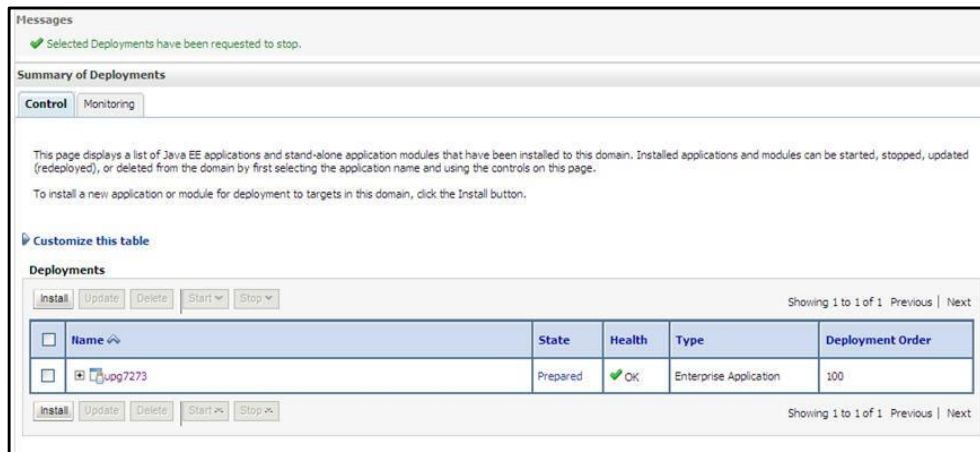 Messages
Selected Deployments have been requested to stop.
Summary of Deployments
Control Monitoring
This page displays a list of Java EE applications and stand-alone application modules that have been installed to this domain. Installed applications and modules can be started, stopped, updated
(redeployed), or deleted from the domain by first selecting the application name and using the controls on this page.
To install a new application or module for deployment to targets in this domain, click the Install button.
Customize this table
Deployments
Install Update Delete Start Stop Showing 1 to 1 of 1 Previous | Next
Name State Health Type Deployment Order
upg7273 Prepared OK Enterprise Application 100
Install Update Delete Start Stop Showing 1 to 1 of 1 Previous | Next